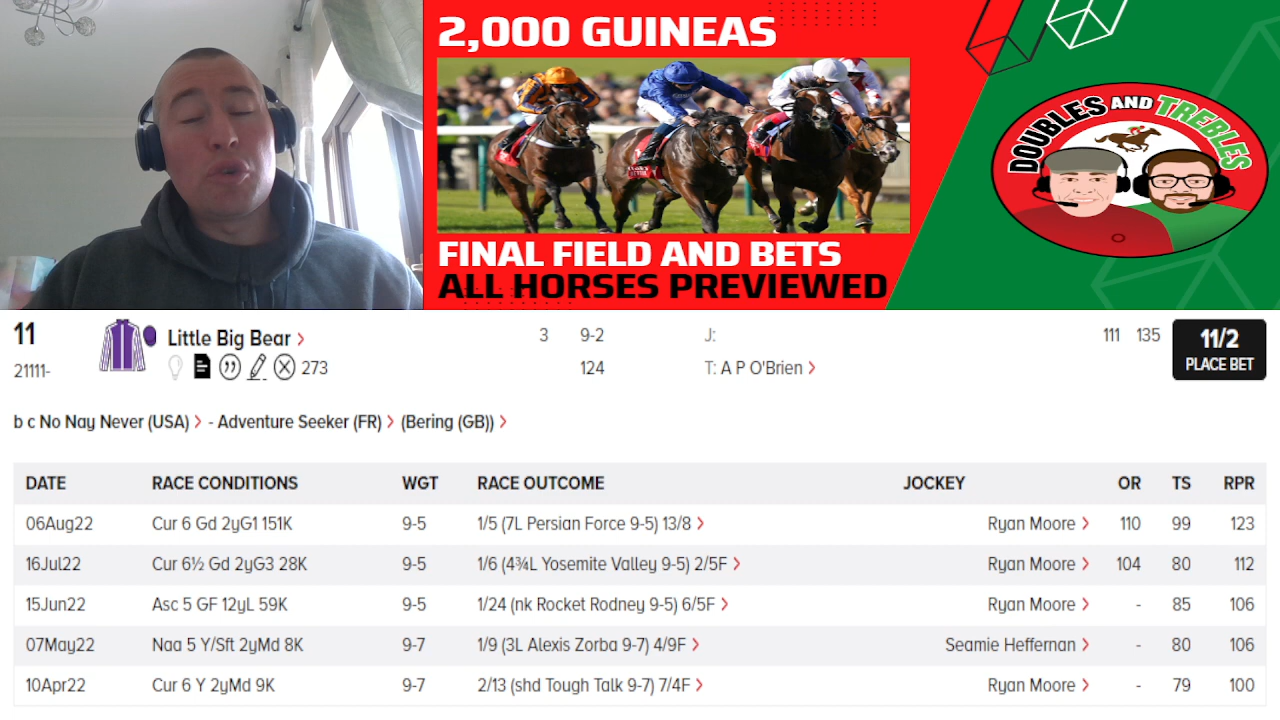 2,000 GUINEAS
FINAL FIELD AND BETS
ALL HORSES PREVIEWED
DOUBLES AND TREBLES
11 Little Big Bear 3 9-2 J: 111 135 11/2
21111- 273 124 T: A P O'Brien PLACE BET
b c No Nay Never (USA) - Adventure Seeker (FR) (Bering (GB))
DATE RACE CONDITIONS WGT RACE OUTCOME JOCKEY OR TS RPR
06Aug22 Cur 6 Gd 2yG1 151K 9-5 1/5 (7L Persian Force 9-5) 13/8 Ryan Moore 110 99 123
16Jul22 Cur 6½ Gd 2yG3 28K 9-5 1/6 (4¾L Yosemite Valley 9-5) 2/5F Ryan Moore 104 80 112
15Jun22 Asc 5 GF 12yL 59K 9-5 1/24 (nk Rocket Rodney 9-5) 6/5F Ryan Moore - 85 106
07May22 Naa 5 Y/Sft 2yMd 8K 9-7 1/9 (3L Alexis Zorba 9-7) 4/9F Seamie Heffernan - 80 106
10Apr22 Cur 6 Y 2yMd 9K 9-7 2/13 (shd Tough Talk 9-7) 7/4F Ryan Moore - 79 100